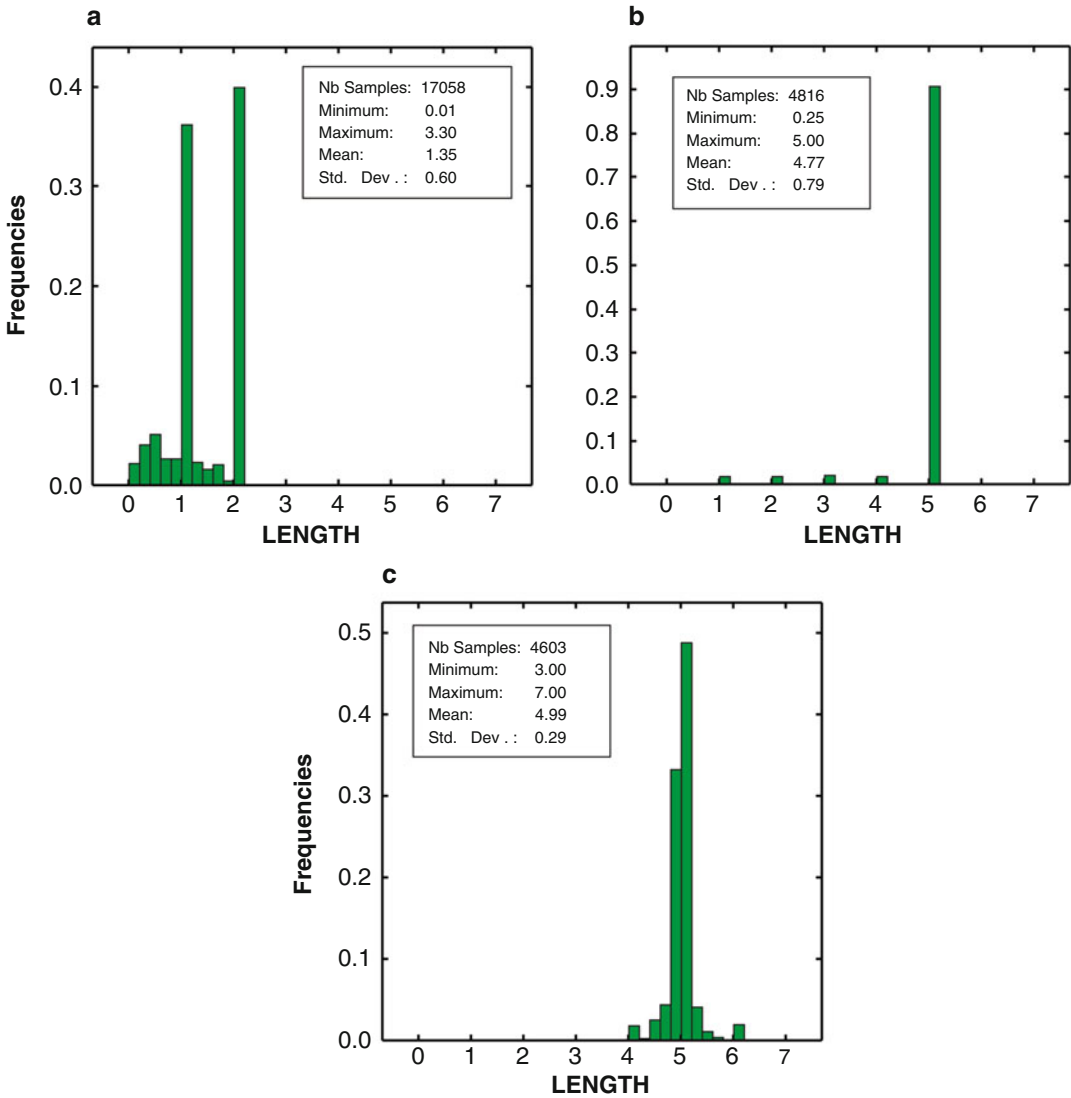 a
Nb Samples: 17058
Minimum: 0.01
Maximum: 3.30
Mean: 1.35
Std. Dev . : 0.60
0.4
0.3
0.2
0.1
0.0
Frequencies
0 1 2 3 4 5 6 7
LENGTH
b
Nb Samples: 4816
Minimum: 0.25
Maximum: 5.00
Mean: 4.77
Std. Dev . : 0.79
0.9
0.8
0.7
0.6
0.5
0.4
0.3
0.2
0.1
0.0
0 1 2 3 4 5 6 7
LENGTH
c
Nb Samples: 4603
Minimum: 3.00
Maximum: 7.00
Mean: 4.99
Std. Dev . : 0.29
0.5
0.4
0.3
0.2
0.1
0.0
Frequencies
0 1 2 3 4 5 6 7
LENGTH